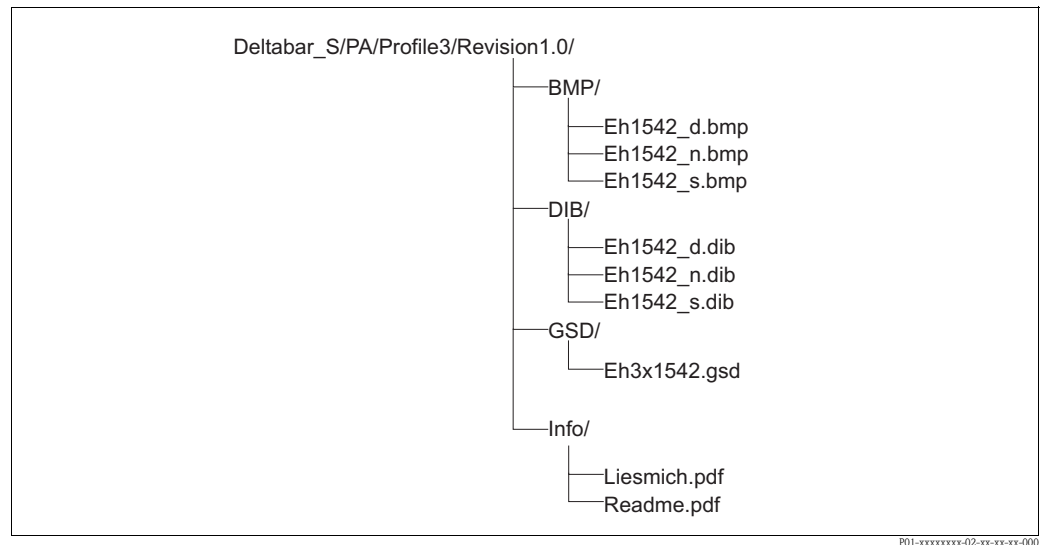 Deltabar_S/PA/Profile3/Revision1.0/
BMP/
Eh1542_d.bmp
Eh1542_n.bmp
Eh1542_s.bmp
DIB/
Eh1542_d.dib
Eh1542_n.dib
Eh1542_s.dib
GSD/
Eh3x1542.gsd
Info/
Liesmich.pdf
Readme.pdf
P01-xxxxxxxx-02-xx-xx-xx-000